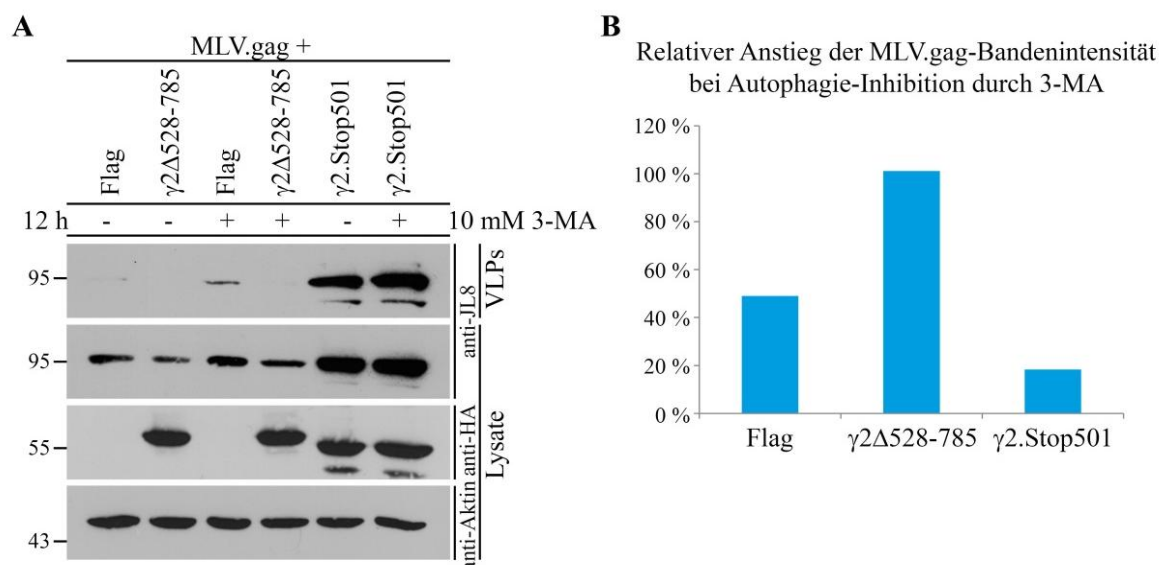 A
MLV.gag +
Flag
γ2Δ528-785
Flag
γ2Δ528-785
γ2.Stop501
γ2.Stop501
12 h - - + + - + 10 mM 3-MA
95
95
55
43
anti-JL8
anti-HA
anti-Aktin
VLPs
Lysate
B
Relativer Anstieg der MLV.gag-Bandenintensität
bei Autophagie-Inhibition durch 3-MA
120 %
100 %
80 %
60 %
40 %
20 %
0 %
Flag γ2Δ528-785 γ2.Stop501